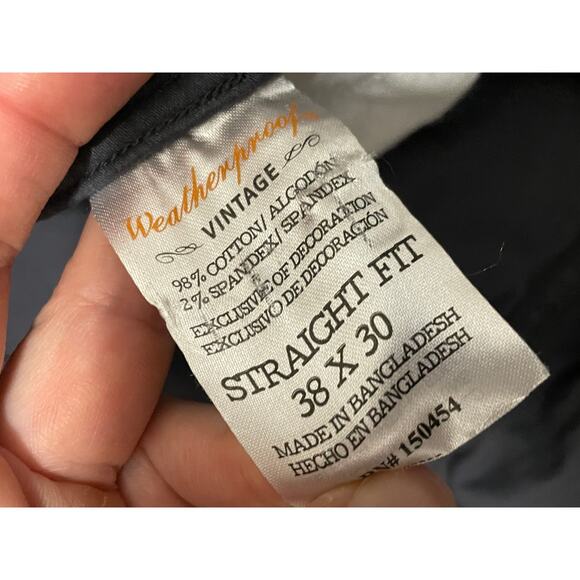 Weatherproof
VINTAGE
98% COTTON/ ALGODÓN
2% SPANDEX/ SPANDEX
EXCLUSIVE OF DECORATION
EXCLUSIVO DE DECORACIÓN
STRAIGHT FIT
38 X 30
MADE IN BANGLADESH
HECHO EN BANGLADESH
RN# 150454